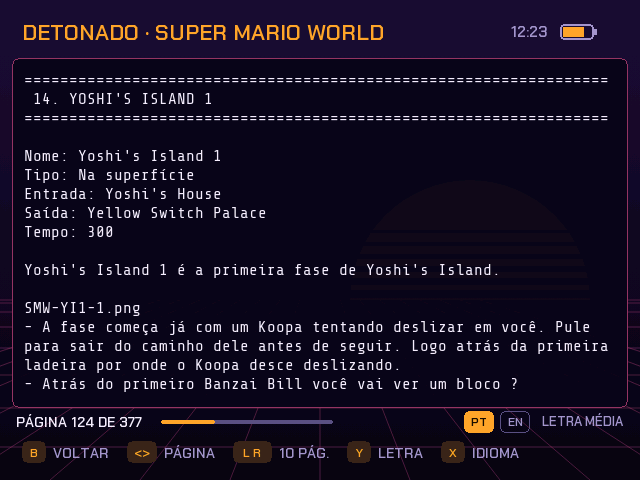 DETONADO · SUPER MARIO WORLD
12:23
==================================================================
14. YOSHI'S ISLAND 1
==================================================================
Nome: Yoshi's Island 1
Tipo: Na superfície
Entrada: Yoshi's House
Saída: Yellow Switch Palace
Tempo: 300
Yoshi's Island 1 é a primeira fase de Yoshi's Island.
SMW-YI1-1.png
- A fase começa já com um Koopa tentando deslizar em você. Pule
para sair do caminho dele antes de seguir. Logo atrás da primeira
ladeira por onde o Koopa desce deslizando.
- Atrás do primeiro Banzai Bill você vai ver um bloco ?
PÁGINA 124 DE 377
PT EN LETRA MÉDIA
B VOLTAR <> PÁGINA L R 10 PÁG. Y LETRA X IDIOMA